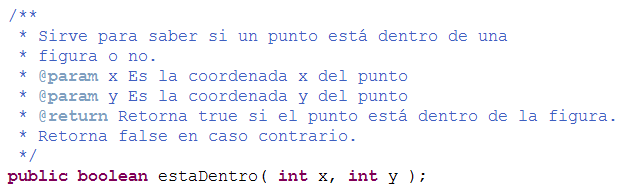 /**
 * Sirve para saber si un punto está dentro de una
 * figura o no.
 * @param x Es la coordenada x del punto
 * @param y Es la coordenada y del punto
 * @return Retorna true si el punto está dentro de la figura.
 * Retorna false en caso contrario.
 */
public boolean estaDentro( int x, int y );